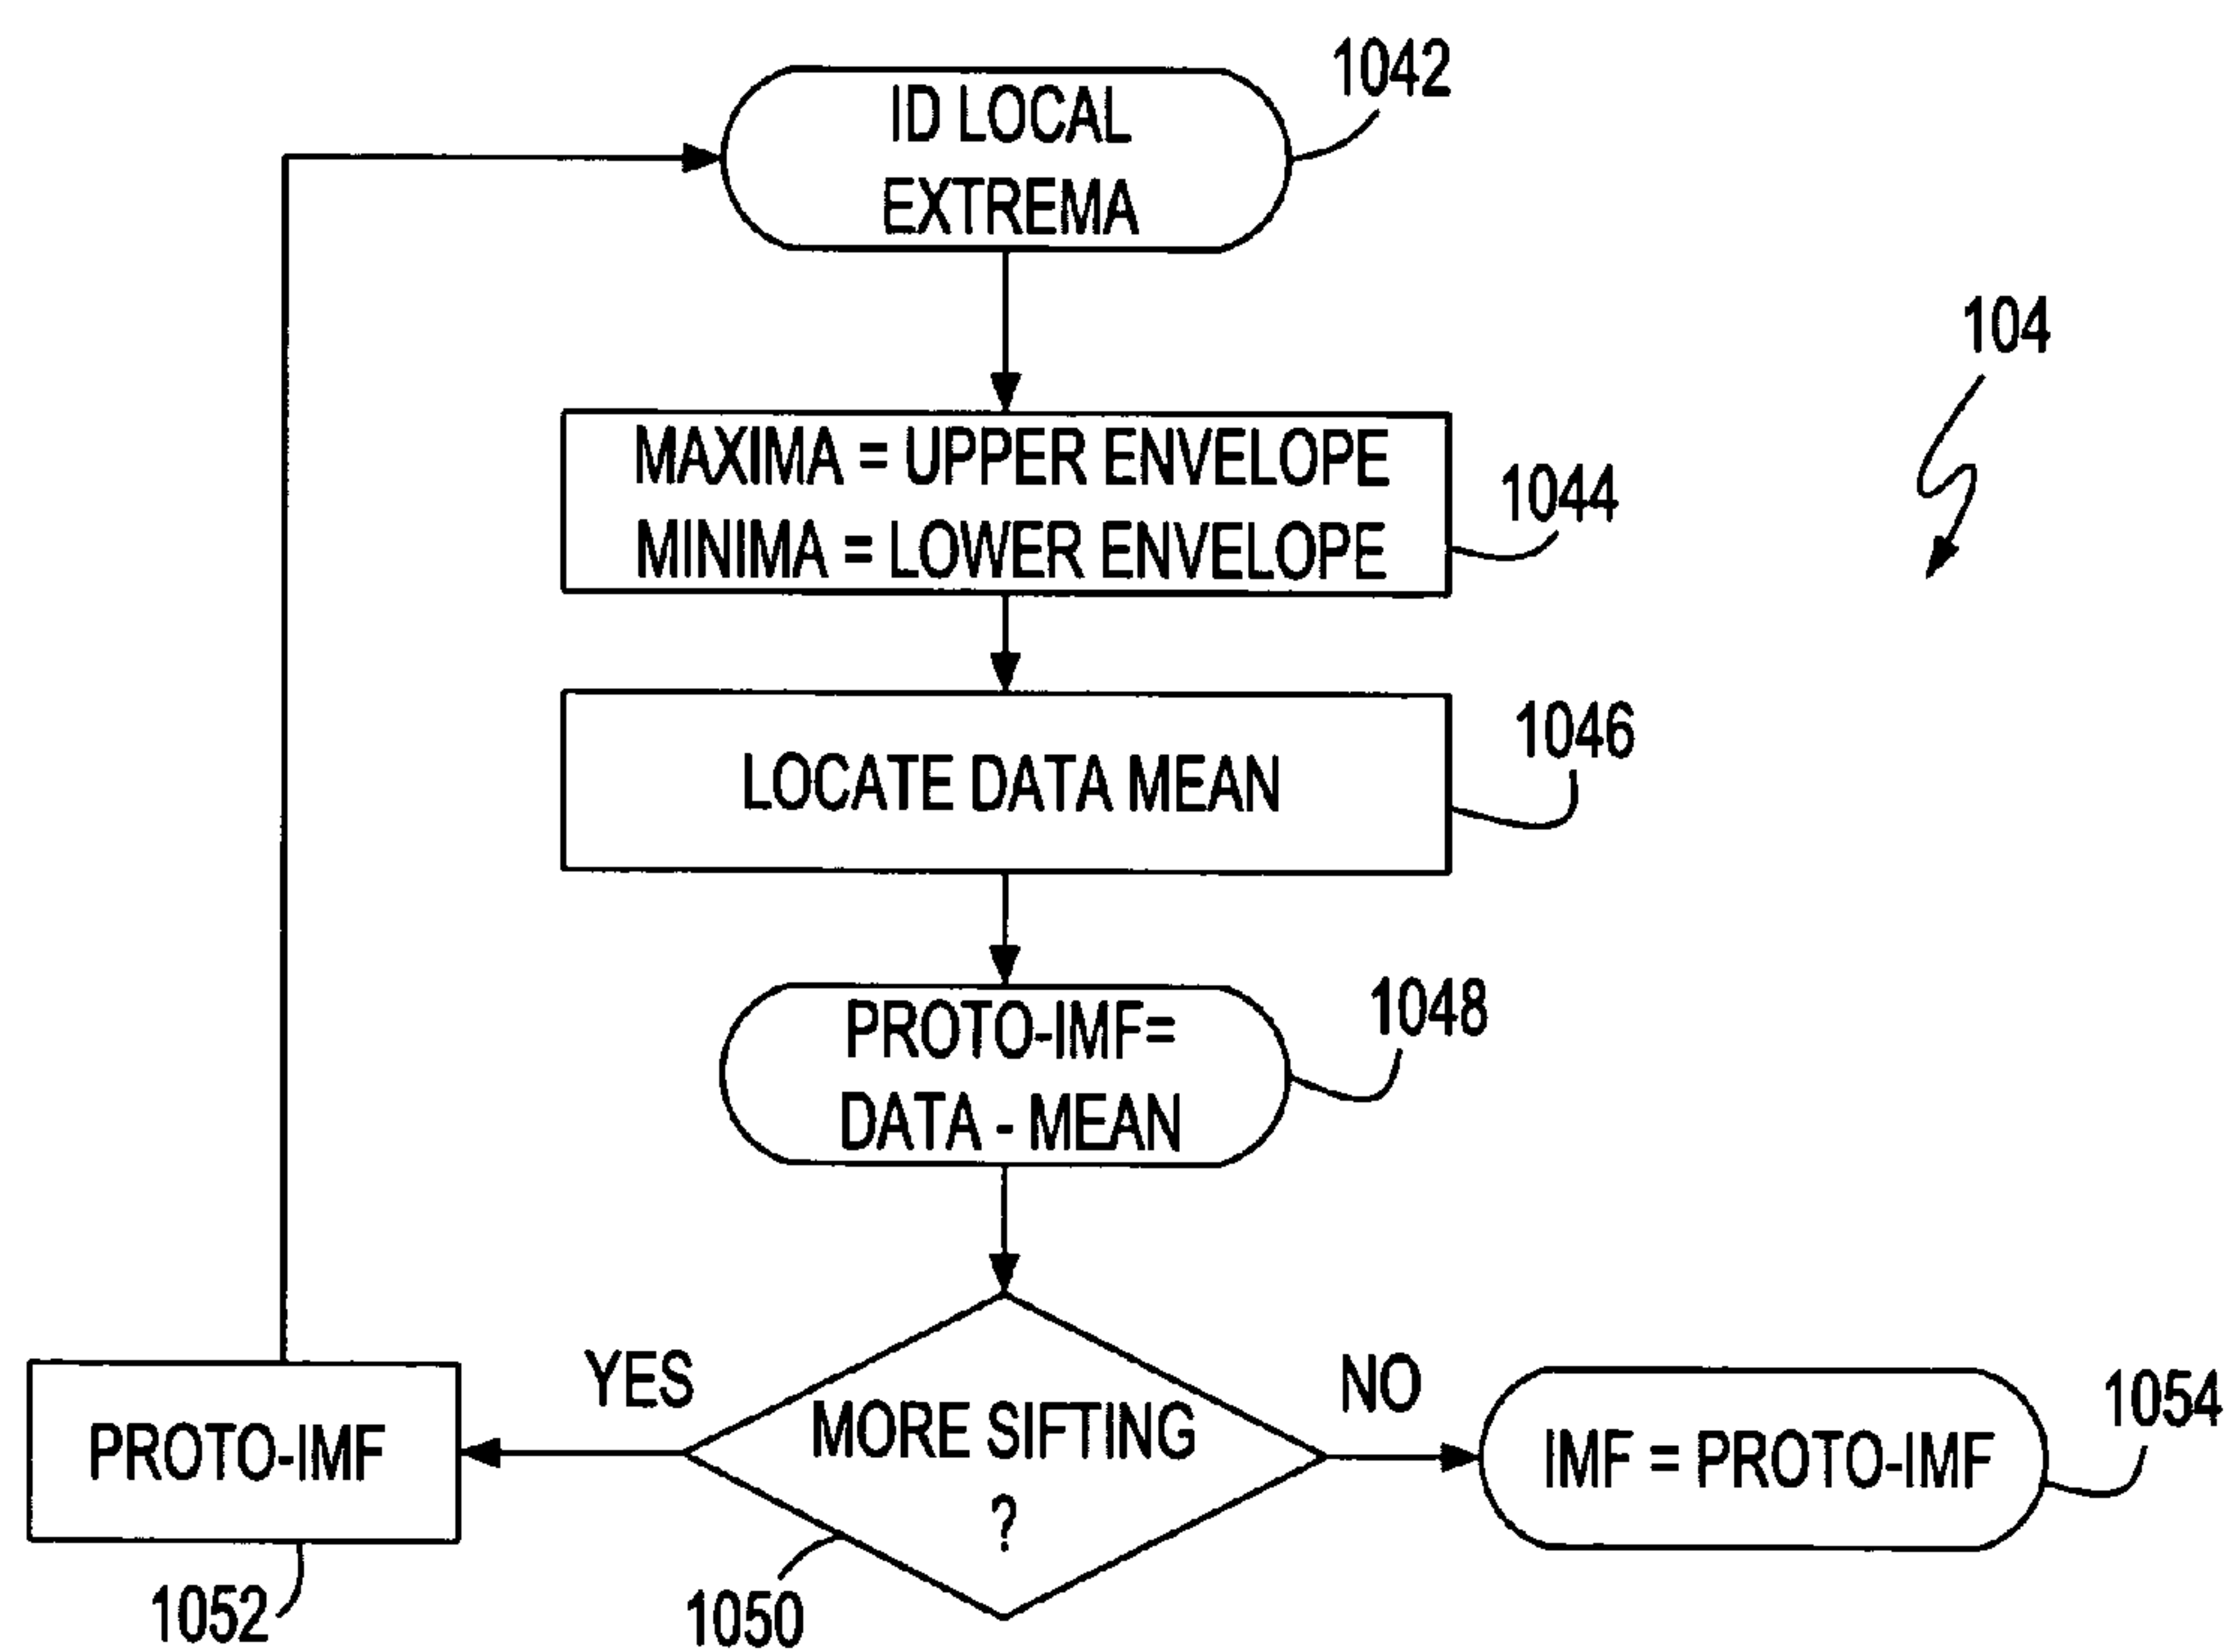 1042
ID LOCAL
EXTREMA
104
MAXIMA = UPPER ENVELOPE
MINIMA = LOWER ENVELOPE
1044
LOCATE DATA MEAN
1046
PROTO-IMF=
DATA - MEAN
1048
YES
MORE SIFTING
?
NO
PROTO-IMF
IMF = PROTO-IMF
1054
1052
1050